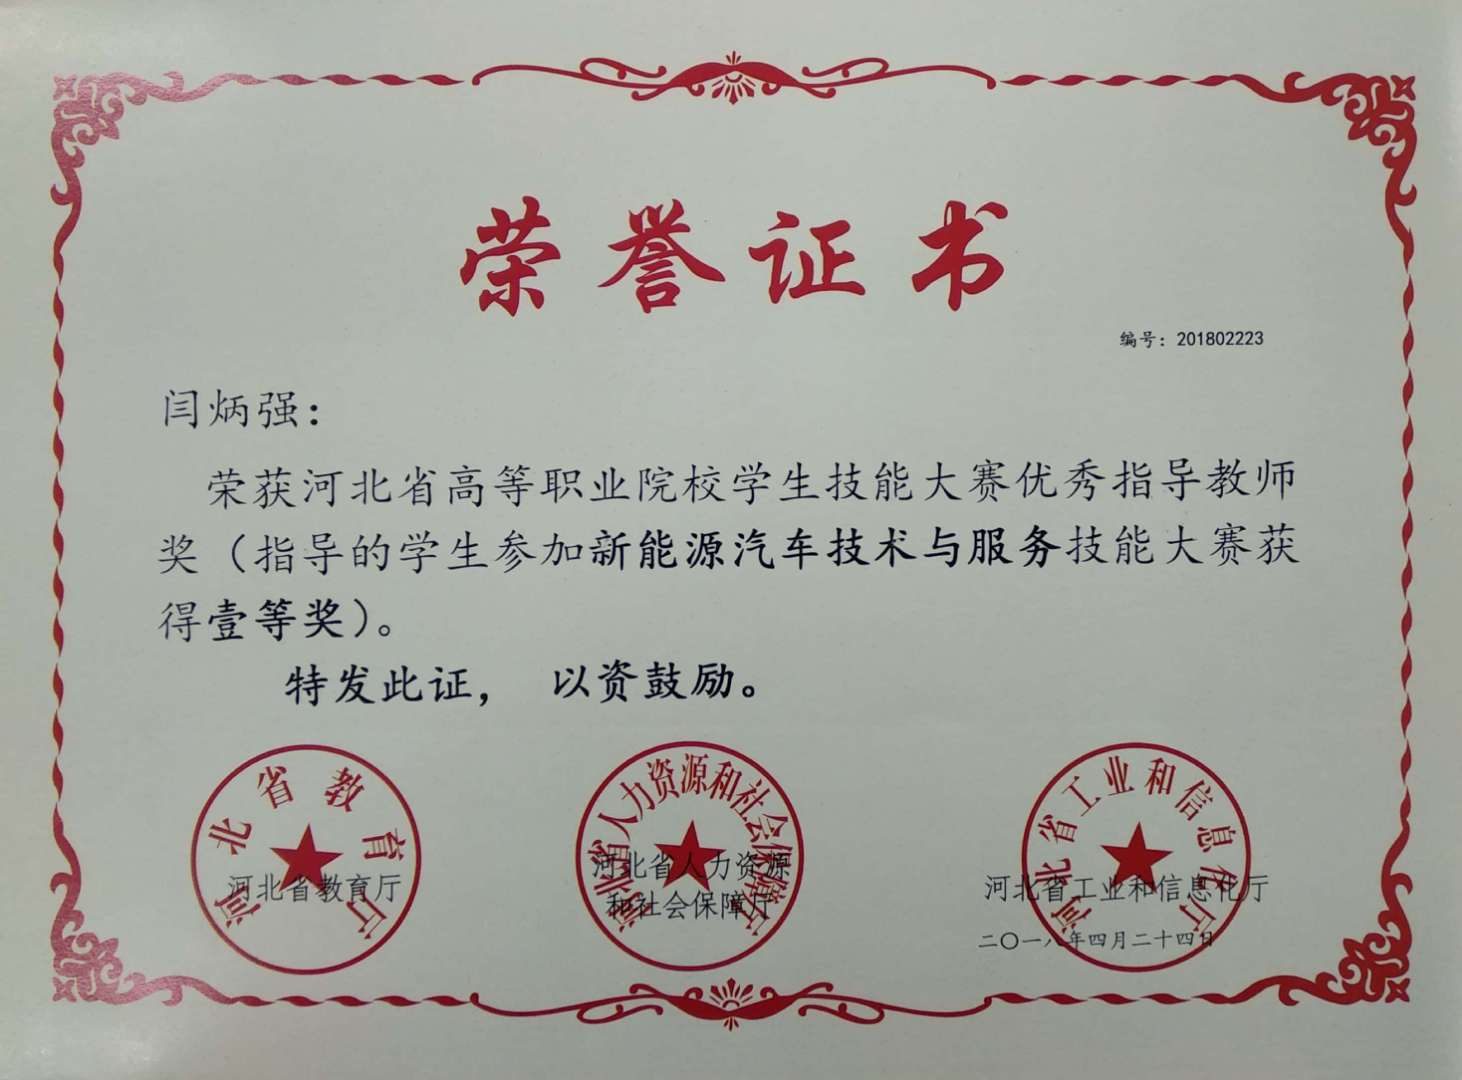 荣誉证书
编号：201802223
闫炳强：
荣获河北省高等职业院校学生技能大赛优秀指导教师
奖（指导的学生参加新能源汽车技术与服务技能大赛获
得壹等奖）。
特发此证， 以资鼓励。
河北省教育厅
河北省教育厅
河北省人力资源和社会保障厅
河北省人力资源
和社会保障厅
河北省工业和信息化厅
河北省工业和信息化厅
二〇一八年四月二十四日